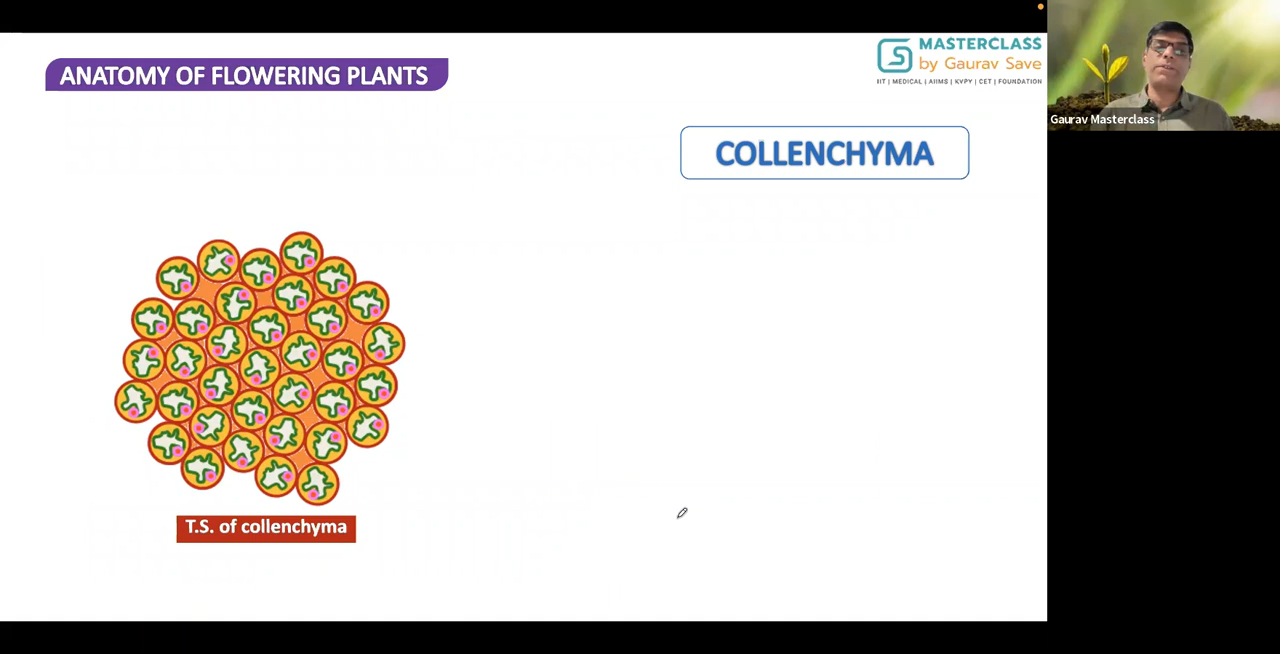 ANATOMY OF FLOWERING PLANTS
MASTERCLASS
by Gaurav Save
IIT | MEDICAL | AIIMS | KVPY | CET | FOUNDATION
Gaurav Masterclass
COLLENCHYMA
T.S. of collenchyma